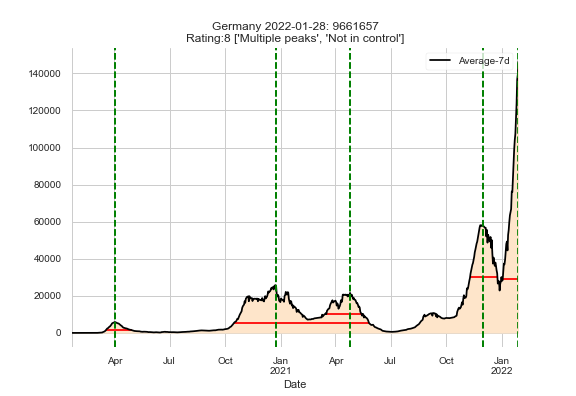 Germany 2022-01-28: 9661657
Rating:8 ['Multiple peaks', 'Not in control']
Average-7d
140000
120000
100000
80000
60000
40000
20000
0
Apr Jul Oct Jan Apr Jul Oct Jan
2021 2022
Date